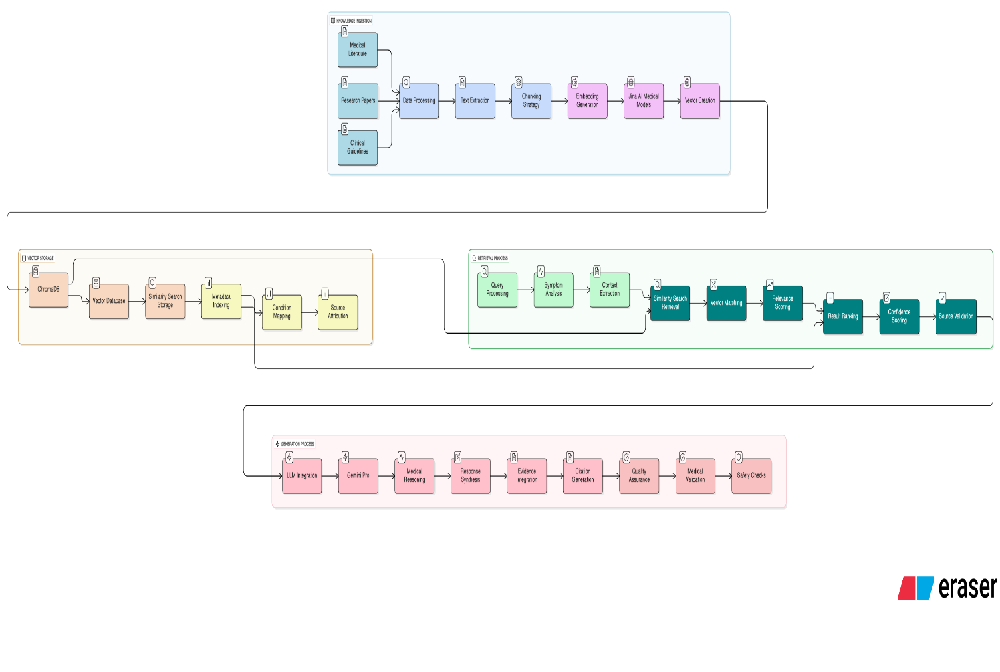 KNOWLEDGE INGESTION
Medical
Literature
Research Papers
Clinical
Guidelines
Data Processing
Text Extraction
Chunking
Strategy
Embedding
Generation
Jina AI Medical
Models
Vector Creation
VECTOR STORAGE
ChromaDB
Vector Database
Similarity Search
Storage
Metadata
Indexing
Condition
Mapping
Source
Attribution
RETRIEVAL PROCESS
Query
Processing
Symptom
Analysis
Context
Extraction
Similarity Search
Retrieval
Vector Matching
Relevance
Scoring
Result Ranking
Confidence
Scoring
Source Validation
GENERATION PROCESS
LLM Integration
Gemini Pro
Medical
Reasoning
Response
Synthesis
Evidence
Integration
Citation
Generation
Quality
Assurance
Medical
Validation
Safety Checks
eraser